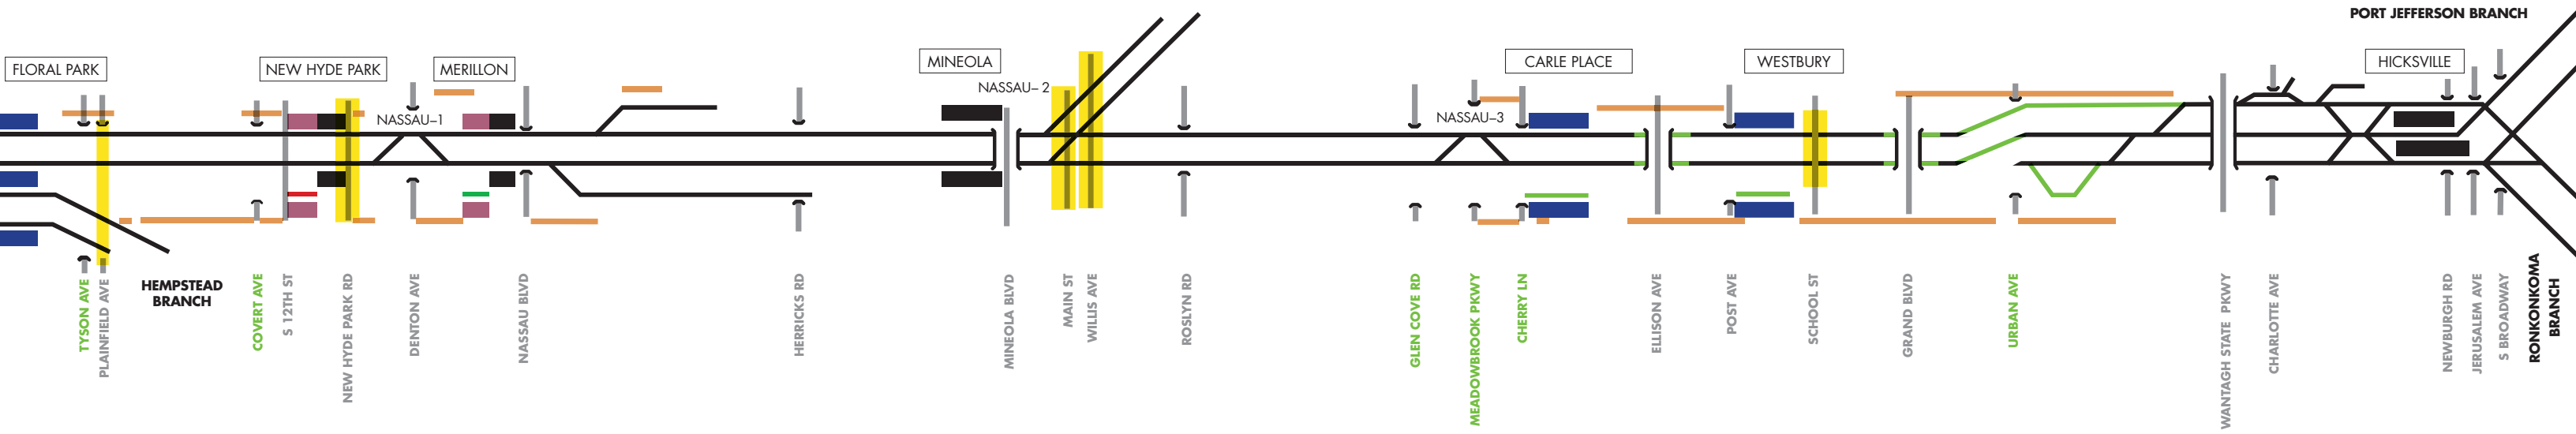 PORT JEFFERSON BRANCH
FLORAL PARK
NEW HYDE PARK
MERILLON
MINEOLA
CARLE PLACE
WESTBURY
HICKSVILLE
NASSAU–1
NASSAU–2
NASSAU–3
HEMPSTEAD
BRANCH
TYSON AVE
PLAINFIELD AVE
COVERT AVE
S 12TH ST
NEW HYDE PARK RD
DENTON AVE
NASSAU BLVD
HERRICKS RD
MINEOLA BLVD
MAIN ST
WILLIS AVE
ROSLYN RD
GLEN COVE RD
MEADOWBROOK PKWY
CHERRY LN
ELLISON AVE
POST AVE
SCHOOL ST
GRAND BLVD
URBAN AVE
WANTAGH STATE PKWY
CHARLOTTE AVE
NEWBURGH RD
JERUSALEM AVE
S BROADWAY
RONKONKOMA
BRANCH